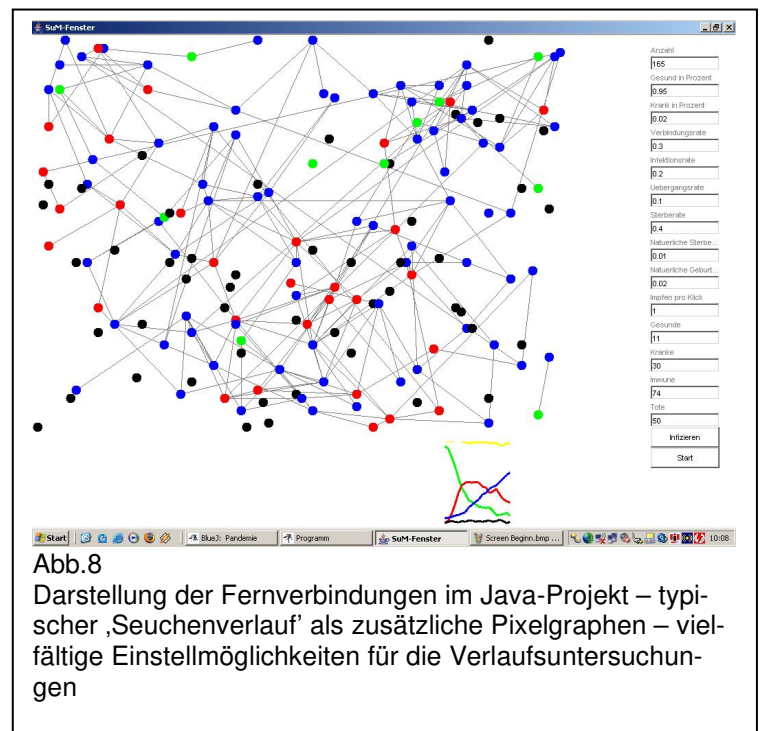 SuM-Fenster
Anzahl
165
Gesund in Prozent
0.95
Krank in Prozent
0.02
Verbindungsrate
0.3
Infektionsrate
0.2
Uebergangsrate
0.1
Sterberate
0.4
Natuerliche Sterbe...
0.01
Natuerliche Geburt...
0.02
Impfen pro Klick
1
Gesunde
11
Kranke
30
Immune
74
Tote
50
Infizieren
Start
Start BlueJ: Pandemie Programm SuM-Fenster Screen Beginn.bmp ... 10:08
Abb.8
Darstellung der Fernverbindungen im Java-Projekt – typi-
scher ‚Seuchenverlauf’ als zusätzliche Pixelgraphen – viel-
fältige Einstellmöglichkeiten für die Verlaufsuntersuchun-
gen